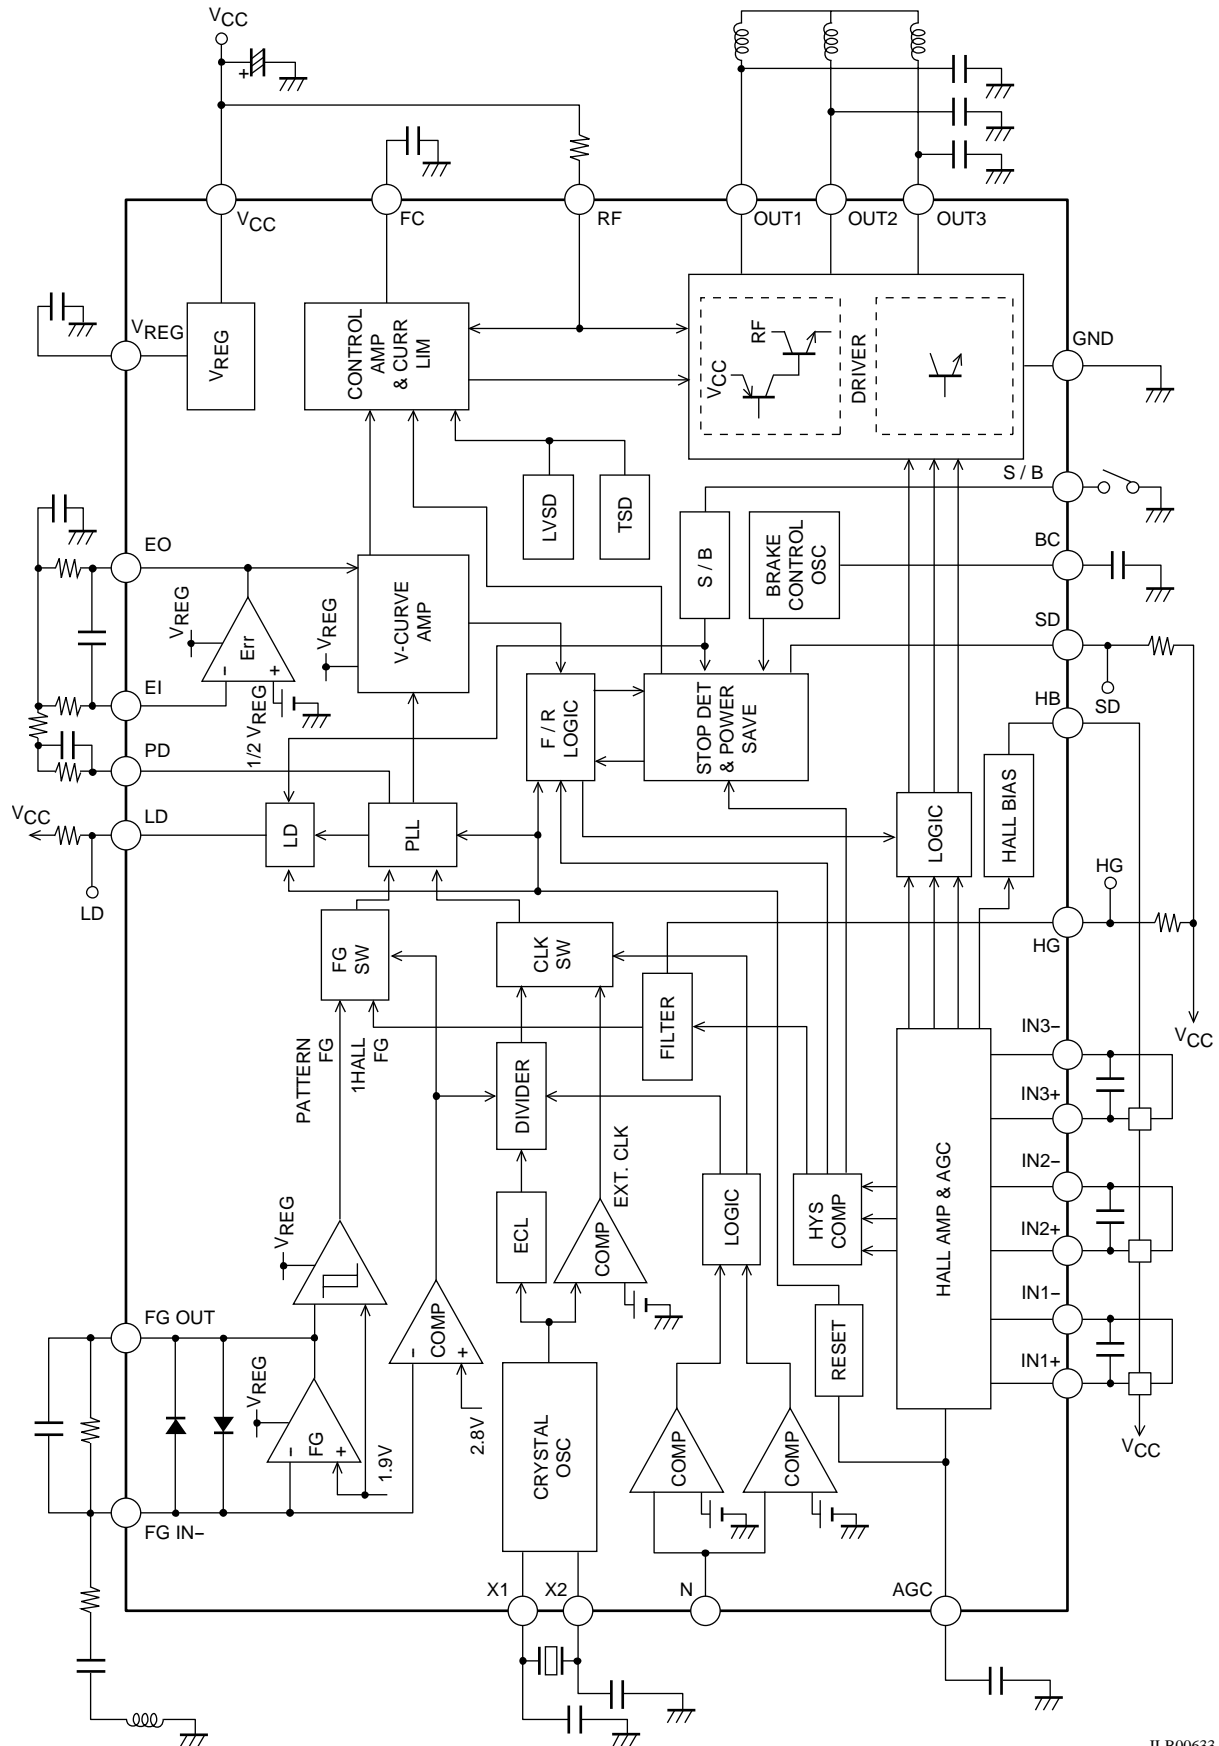 VCC
+
VCC
FC
RF
OUT1
OUT2
OUT3
VREG
VREG
CONTROL
AMP
& CURR
LIM
VCC
RF
DRIVER
GND
LVSD
TSD
S / B
S / B
BRAKE
CONTROL
OSC
BC
EO
VREG
Err
–
+
1/2 VREG
VREG
V-CURVE
AMP
SD
SD
EI
F / R
LOGIC
STOP DET
& POWER
SAVE
HB
PD
VCC
LD
LD
LD
PLL
LOGIC
HALL BIAS
HG
HG
FG
SW
CLK
SW
FILTER
VCC
PATTERN
FG
1HALL
FG
DIVIDER
EXT. CLK
IN3–
IN3+
IN2–
IN2+
IN1–
IN1+
VCC
ECL
COMP
LOGIC
HYS
COMP
HALL AMP & AGC
VREG
FG OUT
VREG
FG
–
+
1.9V
COMP
–
+
2.8V
FG IN–
CRYSTAL
OSC
COMP
COMP
RESET
X1
X2
N
AGC
ILB00633